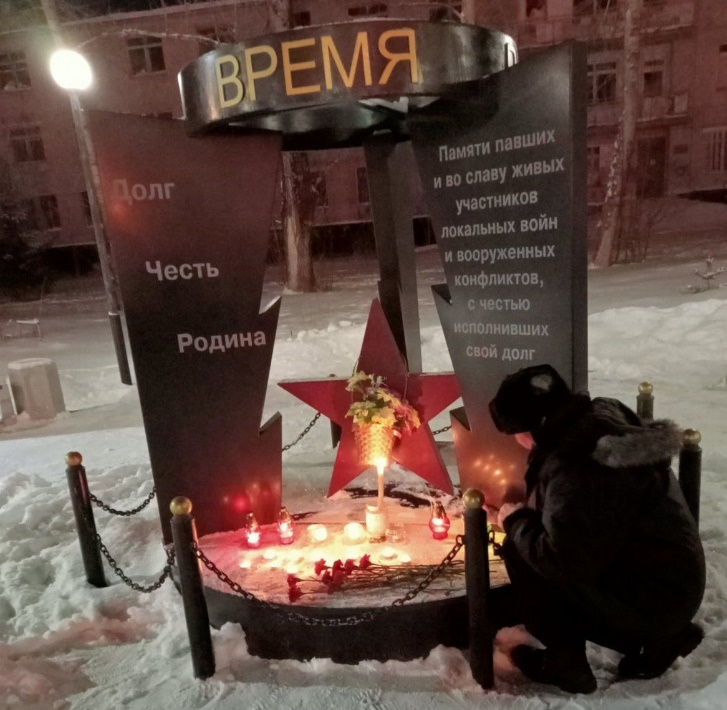 ВРЕМЯ
Долг
Честь
Родина
Памяти павших
и во славу живых
участников
локальных войн
и вооруженных
конфликтов,
с честью
исполнивших
свой долг